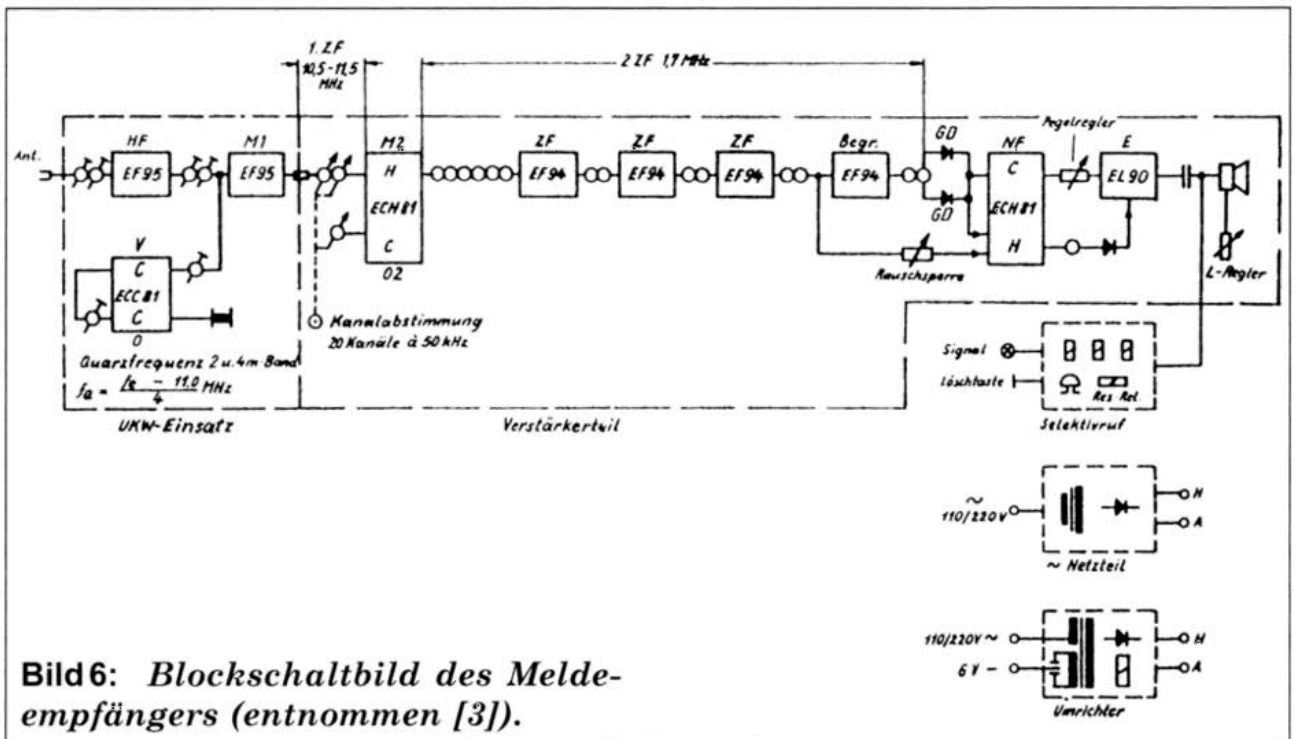 1. ZF
10,5-11,5
MHz
2 ZF 1,7 MHz
HF
M1
M2
ZF
ZF
ZF
Begr.
GD
NF
Pegelregler
E
Ant.
EF95
EF95
H
ECH81
C
O2
EF94
EF94
EF94
EF94
GD
C
ECH81
H
EL90
Rauschsperre
L-Regler
V
C
ECC81
C
O
Kanalabstimmung
20 Kanäle à 50 kHz
Quarzfrequenz 2 u. 4m-Band
fa = fe - 11,0 / 4 MHz
UKW-Einsatz
Verstärkerteil
Signal
Löschtaste
Res. Rel.
Selektivruf
~
110/220V
H
A
~ Netzteil
110/220V ~
6 V -
H
A
Umrichter
Bild 6: Blockschaltbild des Melde-
empfängers (entnommen [3]).